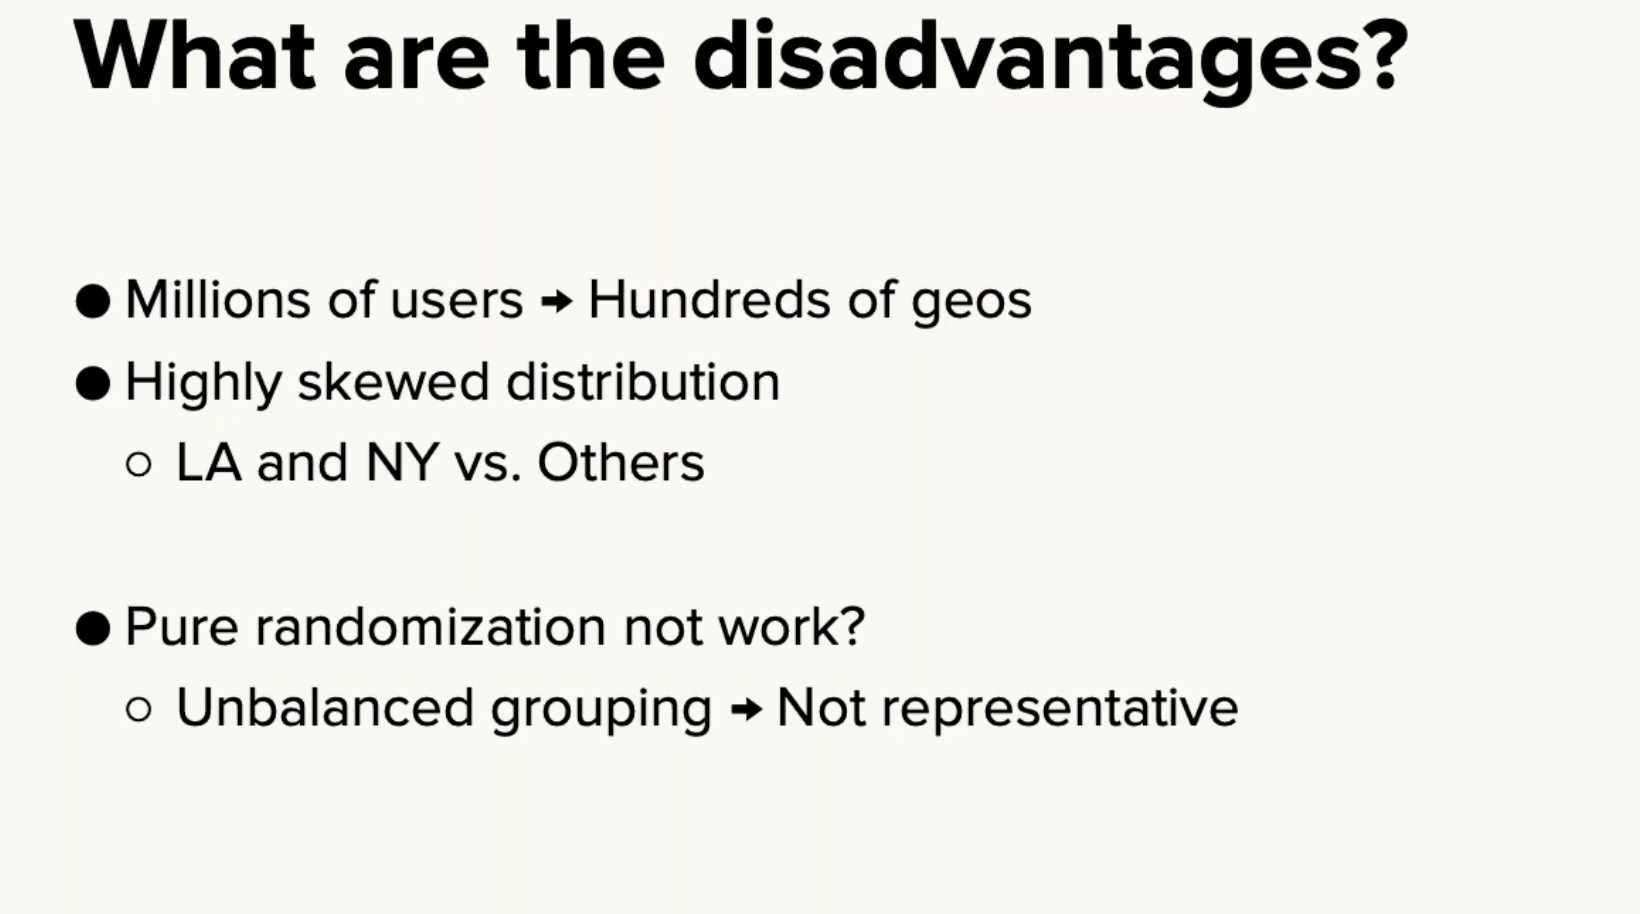 What are the disadvantages?
● Millions of users → Hundreds of geos
● Highly skewed distribution
○ LA and NY vs. Others
● Pure randomization not work?
○ Unbalanced grouping → Not representative